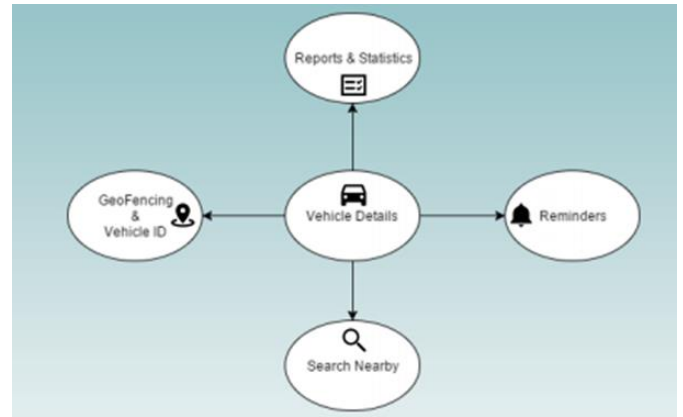 Reports & Statistics
GeoFencing
&
Vehicle ID
Vehicle Details
Reminders
Search Nearby